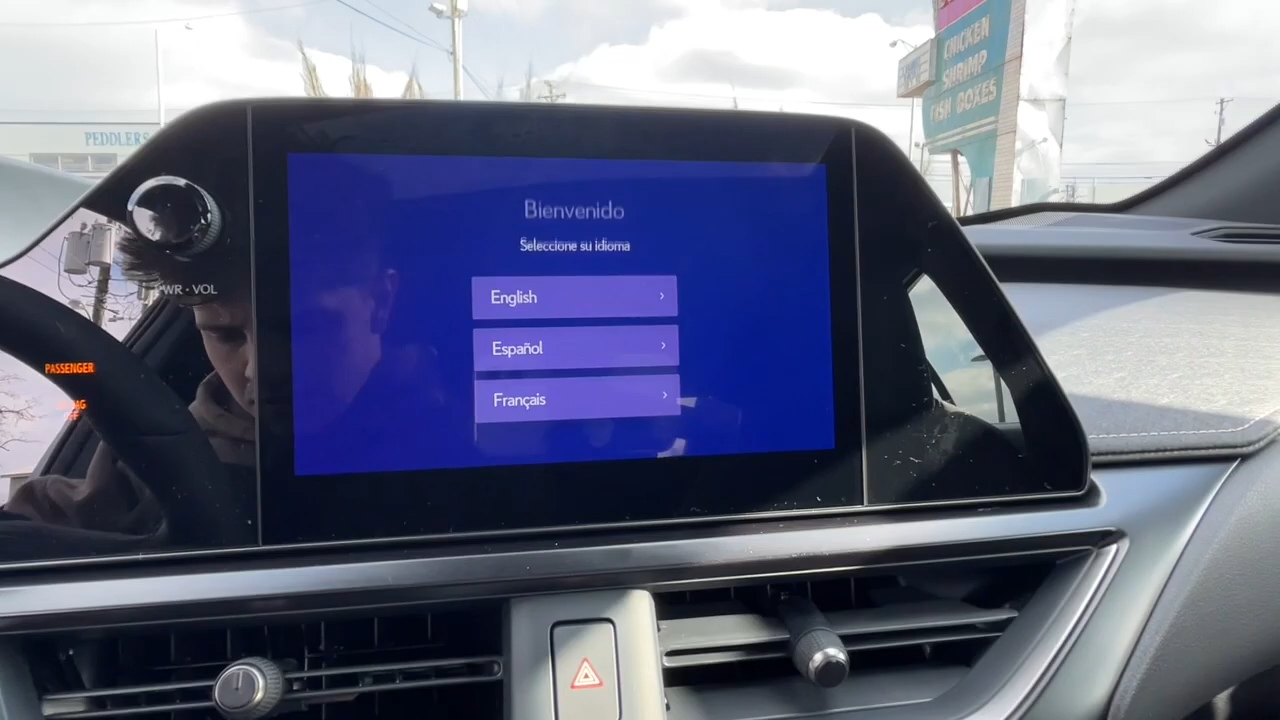 CHICKEN
SHRIMP
FISH BOXES
PEDDLERS
PWR • VOL
PASSENGER
Bienvenido
Seleccione su idioma
English
Español
Français